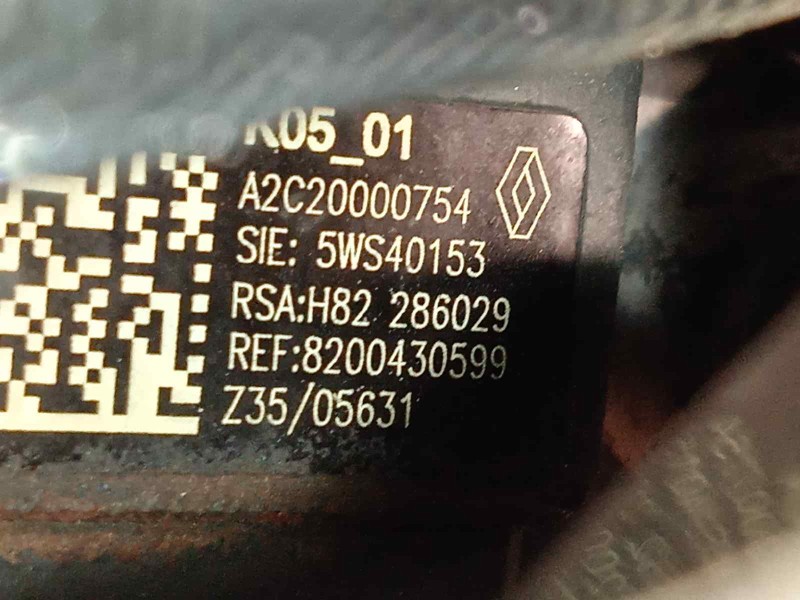 K05_01
A2C20000754
SIE: 5WS40153
RSA:H82 286029
REF:8200430599
Z35/05631